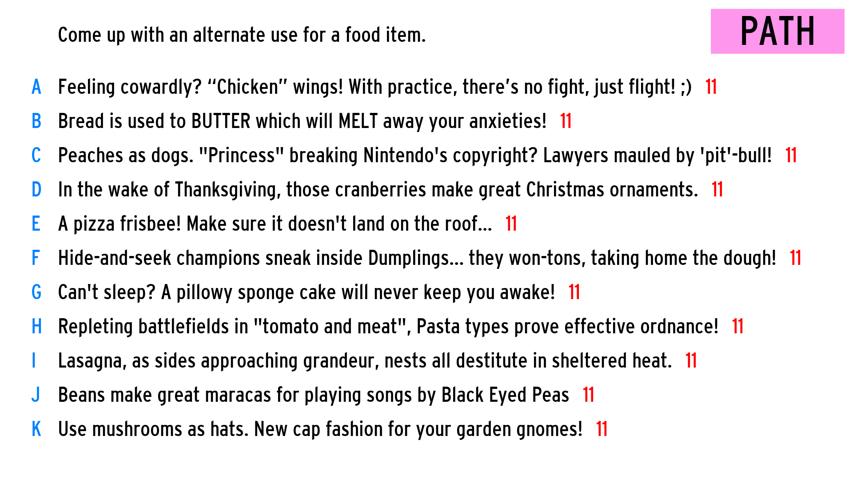 Come up with an alternate use for a food item.
PATH
A Feeling cowardly? “Chicken” wings! With practice, there’s no fight, just flight! ;) 11
B Bread is used to BUTTER which will MELT away your anxieties! 11
C Peaches as dogs. "Princess" breaking Nintendo's copyright? Lawyers mauled by 'pit'-bull! 11
D In the wake of Thanksgiving, those cranberries make great Christmas ornaments. 11
E A pizza frisbee! Make sure it doesn't land on the roof... 11
F Hide-and-seek champions sneak inside Dumplings... they won-tons, taking home the dough! 11
G Can't sleep? A pillowy sponge cake will never keep you awake! 11
H Repleting battlefields in "tomato and meat", Pasta types prove effective ordnance! 11
I Lasagna, as sides approaching grandeur, nests all destitute in sheltered heat. 11
J Beans make great maracas for playing songs by Black Eyed Peas 11
K Use mushrooms as hats. New cap fashion for your garden gnomes! 11